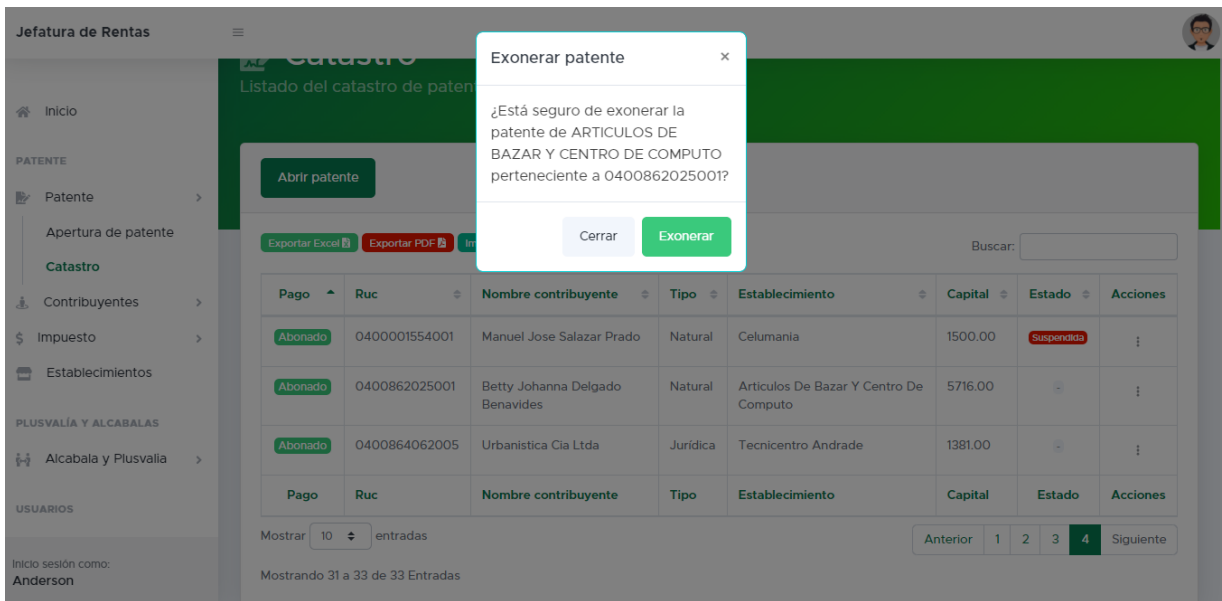 Jefatura de Rentas
Exonerar patente
×
¿Está seguro de exonerar la
patente de ARTICULOS DE
BAZAR Y CENTRO DE COMPUTO
perteneciente a 0400862025001?
Cerrar Exonerar
Catastro
Listado del catastro de paten
Inicio
PATENTE
Patente
Apertura de patente
Catastro
Contribuyentes
$ Impuesto
Establecimientos
PLUSVALÍA Y ALCABALAS
Alcabala y Plusvalia
USUARIOS
Inicio sesión como:
Anderson
Abrir patente
Exportar Excel Exportar PDF Im
Buscar:
Pago Ruc Nombre contribuyente Tipo Establecimiento Capital Estado Acciones
Abonado 0400001554001 Manuel Jose Salazar Prado Natural Celumania 1500.00 Suspendida
Abonado 0400862025001 Betty Johanna Delgado Natural Articulos De Bazar Y Centro De 5716.00 -
Benavides Computo
Abonado 0400864062005 Urbanistica Cia Ltda Jurídica Tecnicentro Andrade 1381.00 -
Pago Ruc Nombre contribuyente Tipo Establecimiento Capital Estado Acciones
Mostrar 10 entradas
Anterior 1 2 3 4 Siguiente
Mostrando 31 a 33 de 33 Entradas